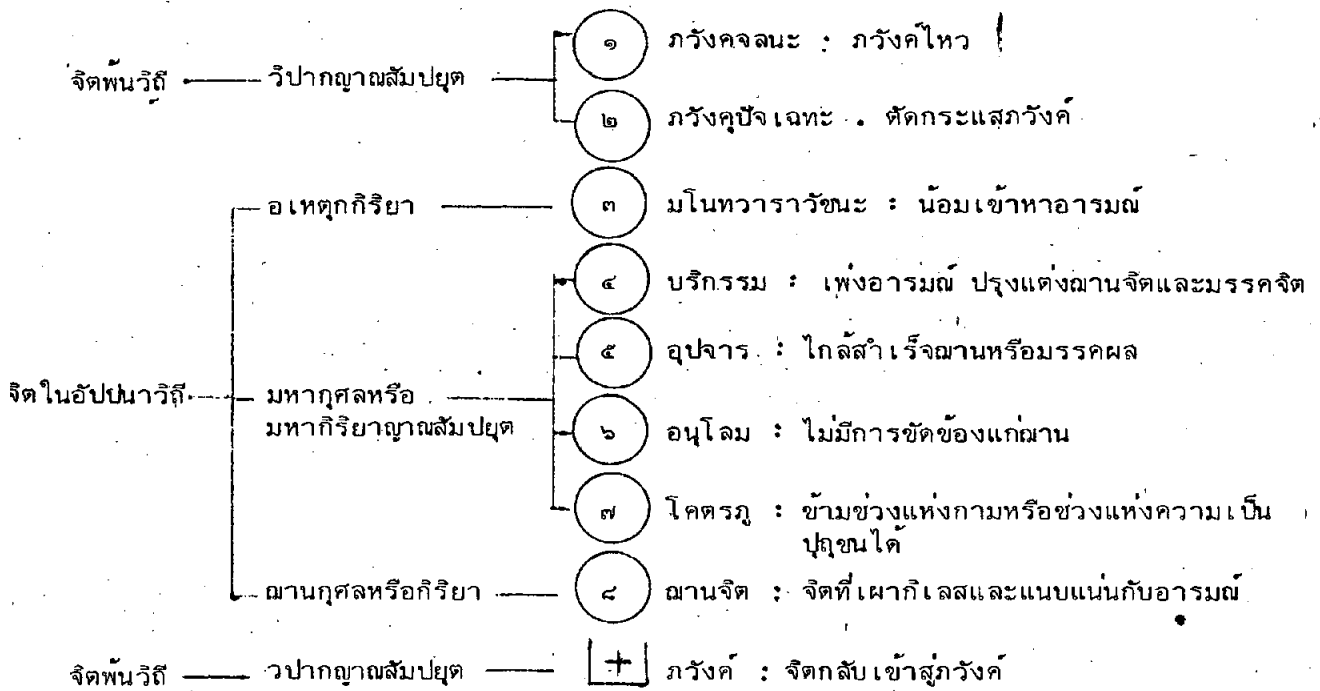 ๑ ภวังคจลนะ : ภวังค์ไหว
จิตพ้นวิถี วิปากญาณสัมปยุต
๒ ภวังคุปัจเฉทะ . ตัดกระแสภวังค์
อเหตุกกิริยา ๓ มโนทวาราวัชนะ : น้อมเข้าหาอารมณ์
๔ บริกรรม : เพ่งอารมณ์ ปรุงแต่งฌานจิตและมรรคจิต
๕ อุปจาร : ใกล้สำเร็จฌานหรือมรรคผล
จิตในอัปปนาวิถี มหากุศลหรือ
มหากิริยาญาณสัมปยุต ๖ อนุโลม : ไม่มีการขัดข้องแก่ฌาน
๗ โคตรภู : ข้ามช่วงแห่งกามหรือช่วงแห่งความเป็น
ปุถุชนได้
ฌานกุศลหรือกิริยา ๘ ฌานจิต : จิตที่เผากิเลสและแนบแน่นกับอารมณ์
จิตพ้นวิถี วปากญาณสัมปยุต + ภวังค์ : จิตกลับเข้าสู่ภวังค์